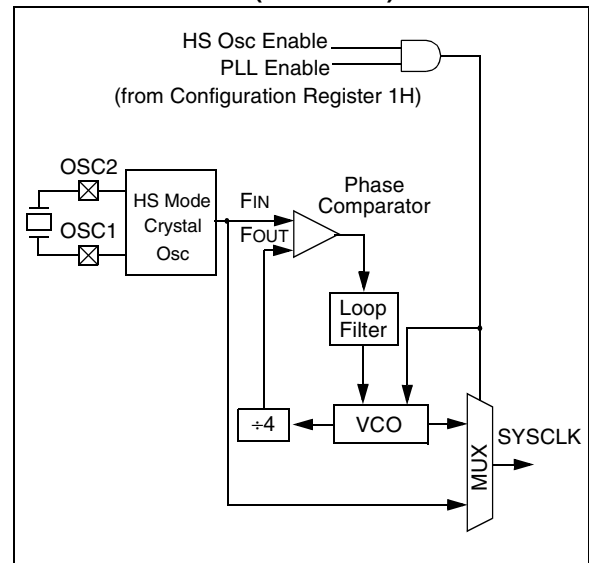 HS Osc Enable
PLL Enable
(from Configuration Register 1H)
OSC2
OSC1
HS Mode
Crystal
Osc
FIN
FOUT
Phase
Comparator
Loop
Filter
÷4
VCO
MUX
SYSCLK